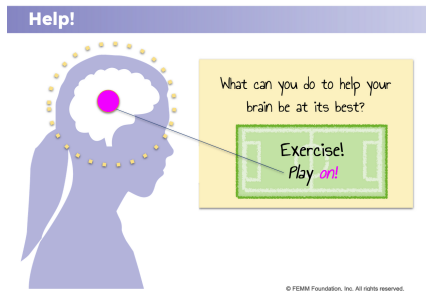 Help!
What can you do to help your
brain be at its best?
Exercise!
Play on!
© FEMM Foundation, Inc. All rights reserved.